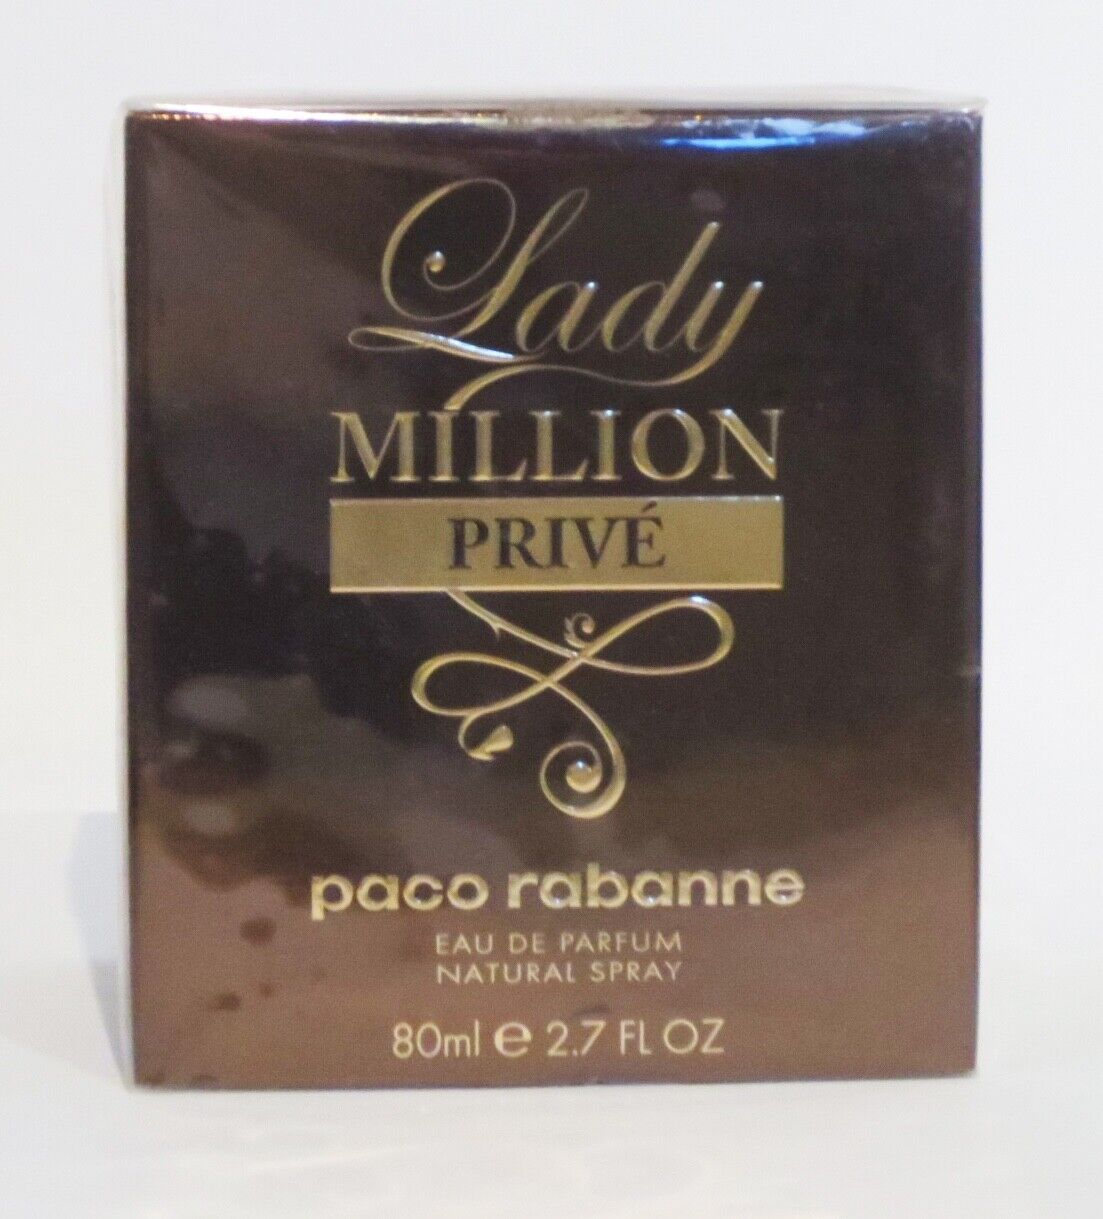 Lady
MILLION
PRIVÉ
paco rabanne
EAU DE PARFUM
NATURAL SPRAY
80ml e 2.7 FL OZ